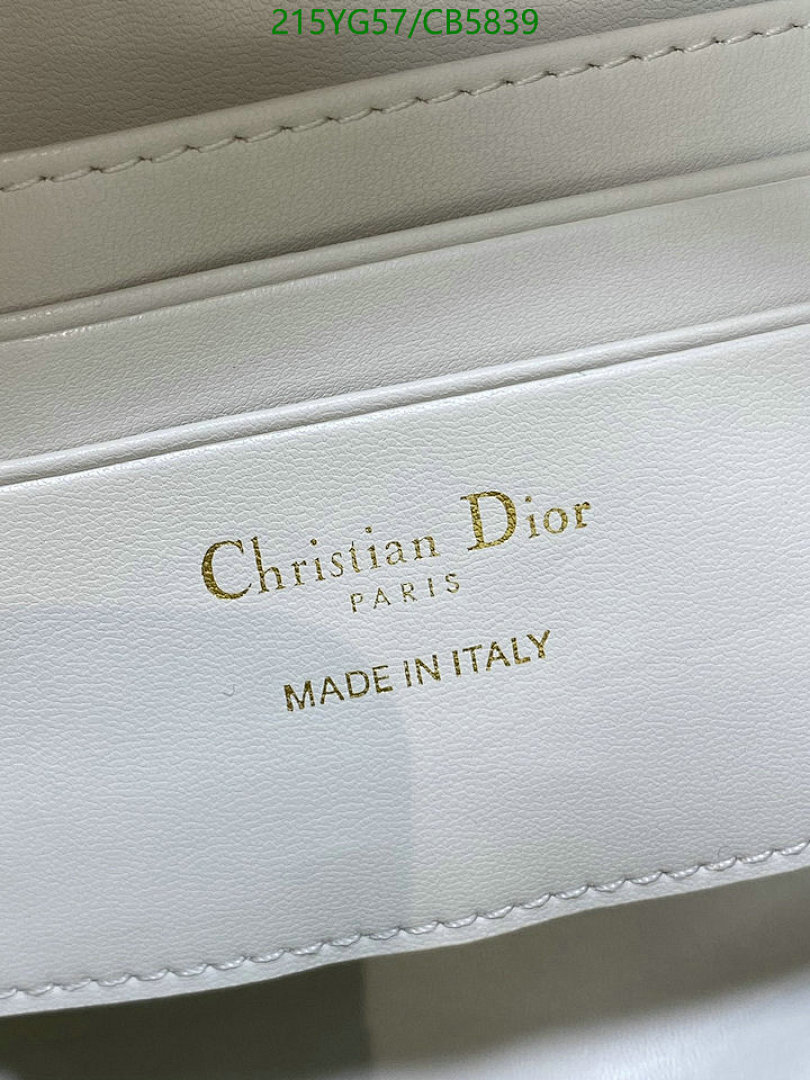 215YG57/CB5839
Christian Dior
PARIS
MADE IN ITALY